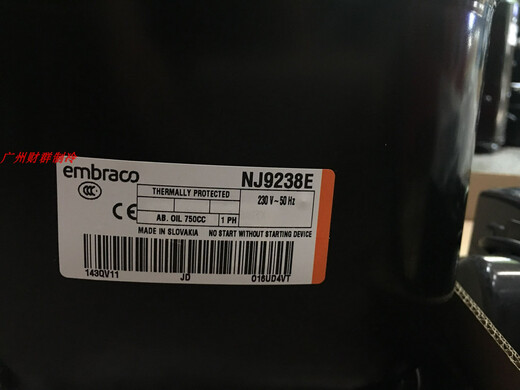 广州财群制冷
embraco
NJ9238E
CCC
THERMALLY PROTECTED
230 V~50 Hz
CE
AB. OIL 750CC
1 PH
MADE IN SLOVAKIA
NO START WITHOUT STARTING DEVICE
143QV11
JD
016UD4VT